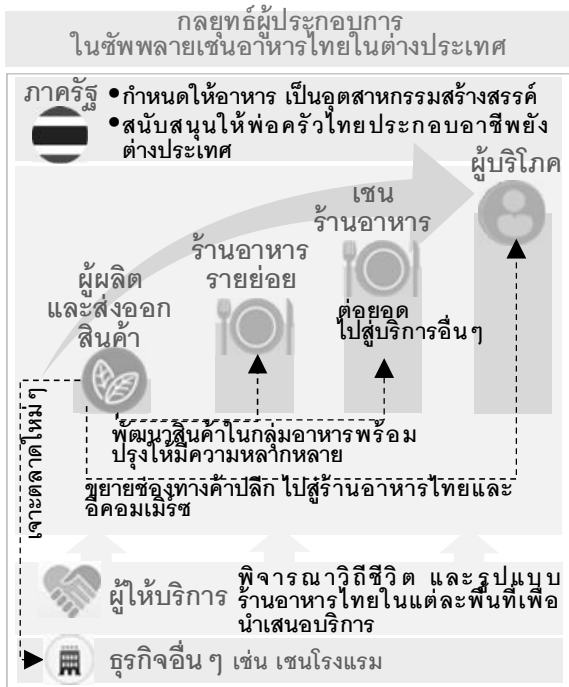 กลยุทธ์ผู้ประกอบการ
ในซัพพลายเชนอาหารไทยในต่างประเทศ
ภาครัฐ
•กำหนดให้อาหาร เป็นอุตสาหกรรมสร้างสรรค์
•สนับสนุนให้พ่อครัวไทยประกอบอาชีพยัง
ต่างประเทศ
ผู้บริโภค
เชน
ร้านอาหาร
ร้านอาหาร
รายย่อย
ผู้ผลิต
และส่งออก
สินค้า
ต่อยอด
ไปสู่บริการอื่นๆ
พัฒนาสินค้าในกลุ่มอาหารพร้อม
ปรุงให้มีความหลากหลาย
ขยายช่องทางค้าปลีก ไปสู่ร้านอาหารไทยและ
อีคอมเมิร์ซ
เจาะตลาดใหม่ๆ
ผู้ให้บริการ
พิจารณาวิถีชีวิต และรูปแบบ
ร้านอาหารไทยในแต่ละพื้นที่เพื่อ
นำเสนอบริการ
ธุรกิจอื่น ๆ เช่น เชนโรงแรม